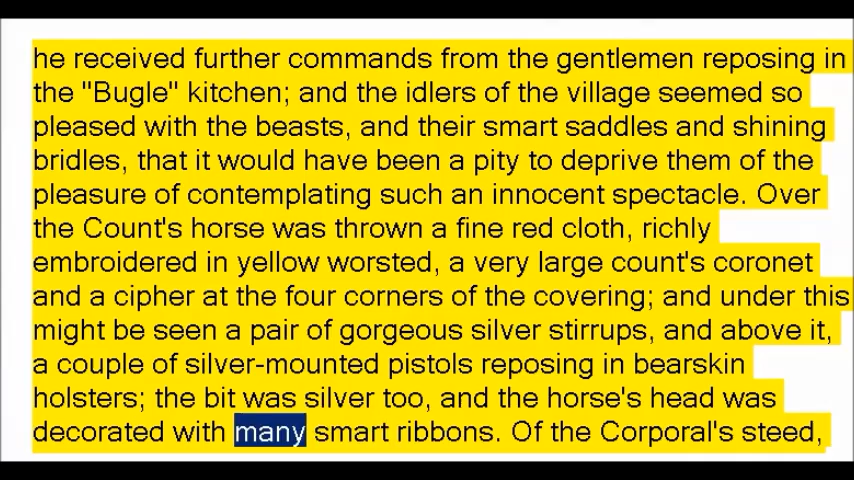 he received further commands from the gentlemen reposing in
the "Bugle" kitchen; and the idlers of the village seemed so
pleased with the beasts, and their smart saddles and shining
bridles, that it would have been a pity to deprive them of the
pleasure of contemplating such an innocent spectacle. Over
the Count's horse was thrown a fine red cloth, richly
embroidered in yellow worsted, a very large count's coronet
and a cipher at the four corners of the covering; and under this
might be seen a pair of gorgeous silver stirrups, and above it,
a couple of silver-mounted pistols reposing in bearskin
holsters; the bit was silver too, and the horse's head was
decorated with many smart ribbons. Of the Corporal's steed,